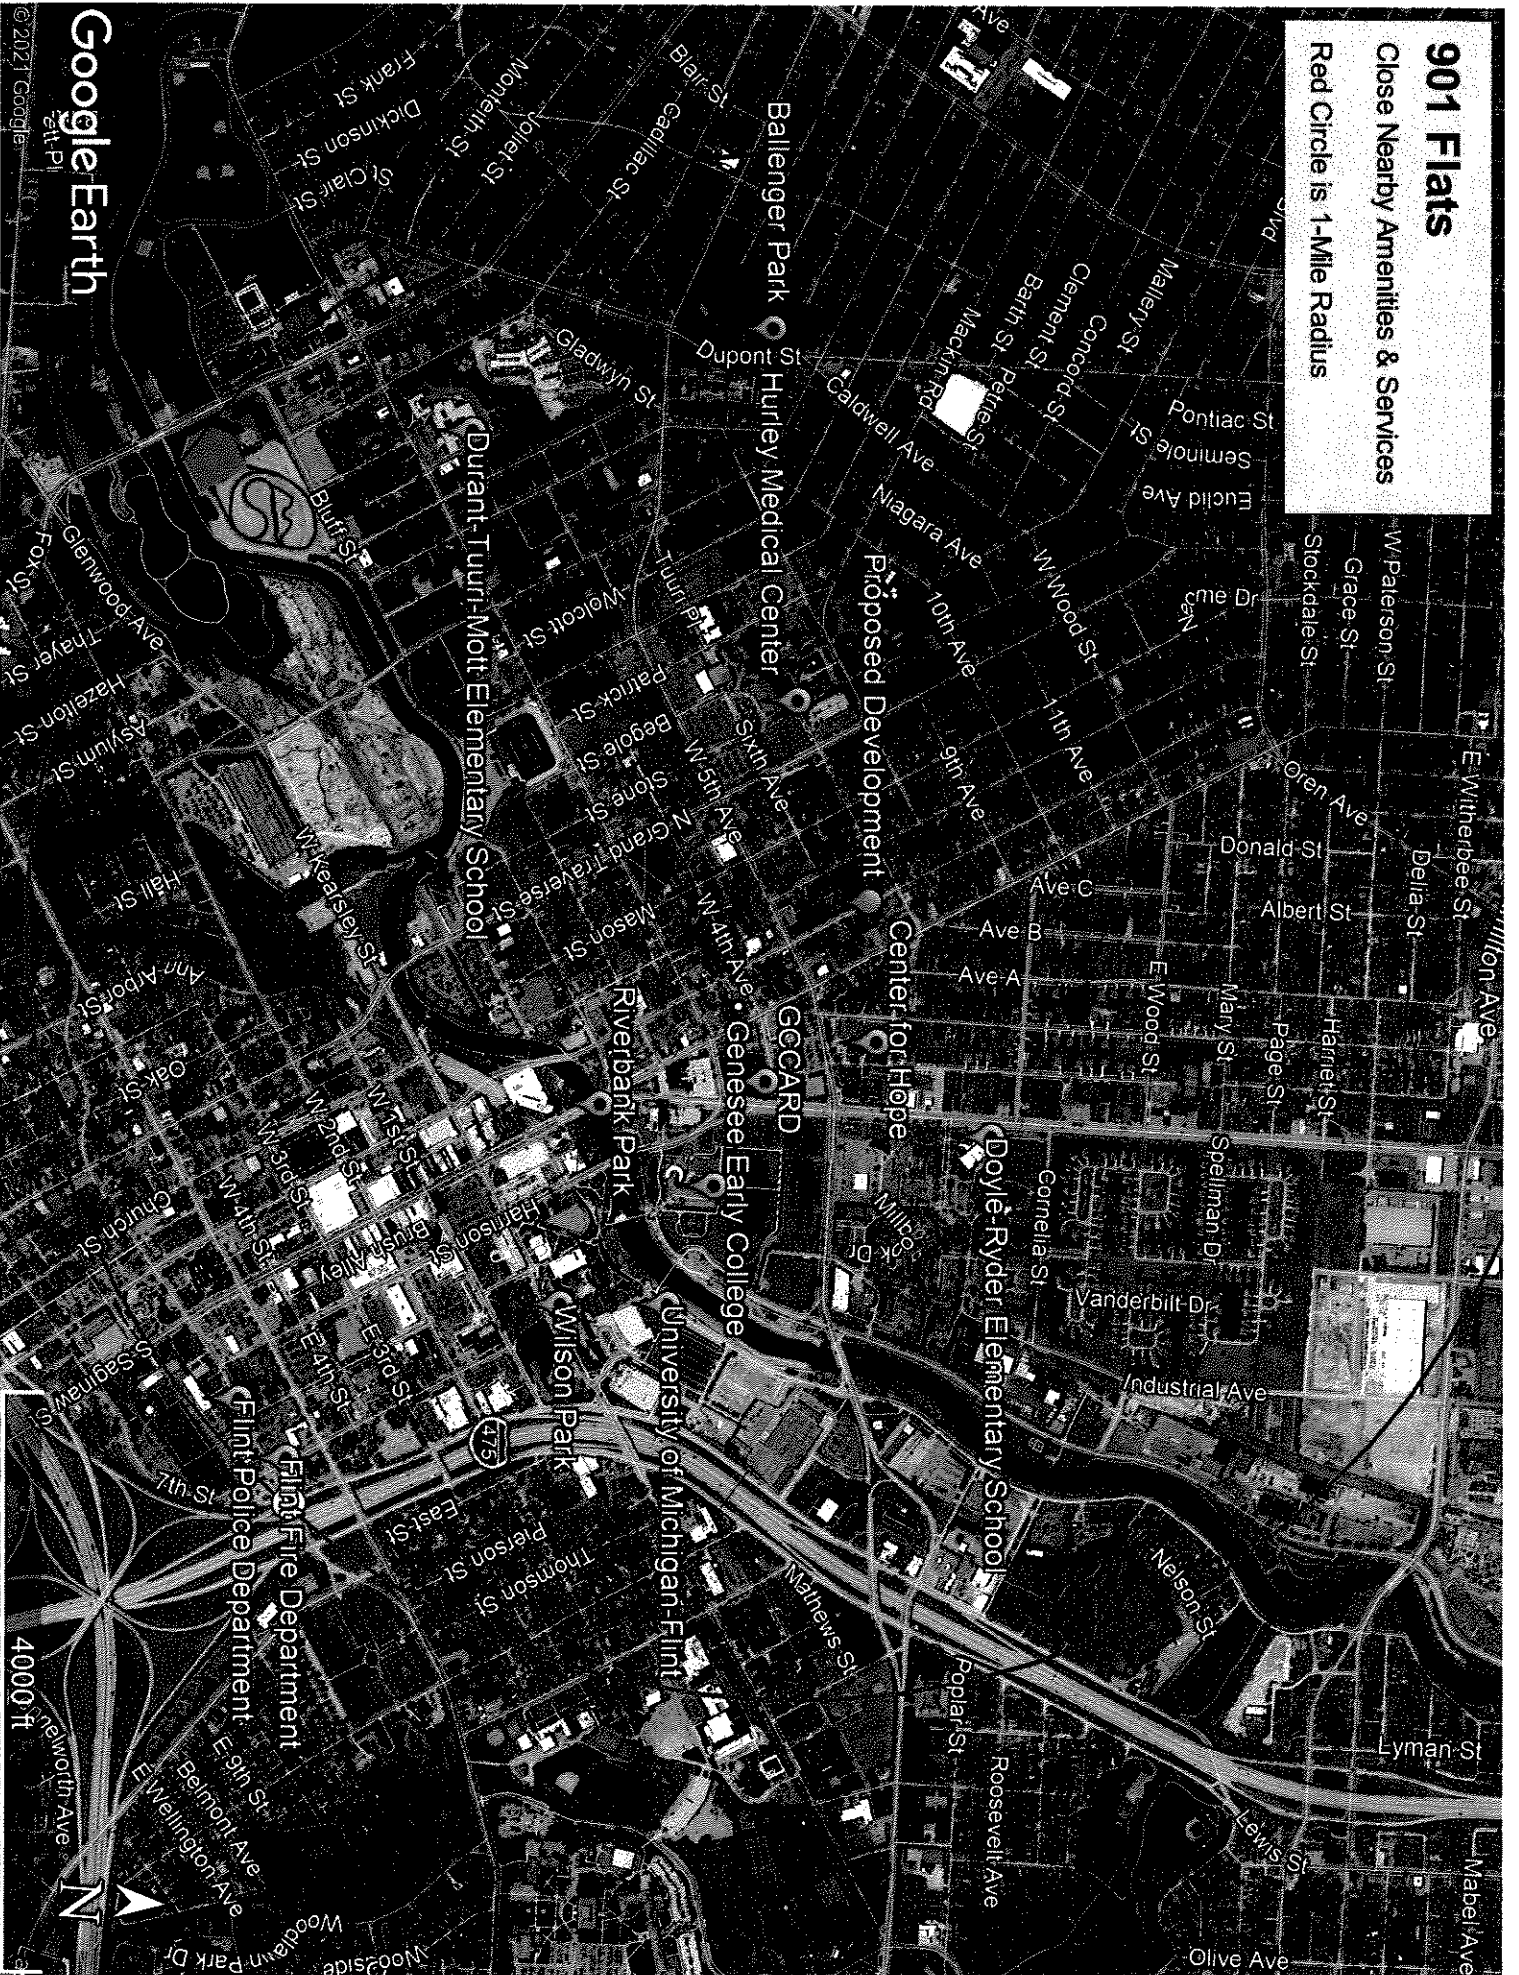 901 Flats
Close Nearby Amenities & Services
Red Circle is 1-Mile Radius
W Paterson St
Grace St
Stockdale St
E Witherbee St
Oren Ave
Donald St
Delia St
Albert St
Ave C
Ave B
Ave A
E Wood St
Mary St
Page St
Harriet St
Spellman Dr
Cornelia St
Vanderbilt Dr
Industrial Ave
Nelson St
Lyman St
Lewis St
Mabel Ave
Olive Ave
Poplar St
Roosevelt Ave
Mathews St
Pontiac St
Seminole St
Euclid Ave
Mallery St
Concord St
Clement St
Barth St
Mackin Rd
Caldwell Ave
Niagara Ave
W Wood St
10th Ave
11th Ave
9th Ave
Dupont St
Ballenger Park
Hurley Medical Center
Proposed Development
Center for Hope
GCCARD
Genesee Early College
Doyle-Ryder Elementary School
Riverbank Park
University of Michigan-Flint
Wilson Park
Durant-Tuuri-Mott Elementary School
Flint Fire Department
Flint Police Department
Blair St
Cadillac St
Joliet St
Monteith St
Frank St
Dickinson St
St Clair St
Gladwyn St
Bluff St
Wolcott St
Patrick St
Begole St
Stone St
N Grand Traverse St
Mason St
Sixth Ave
W 5th Ave
W 4th Ave
Glenwood Ave
Fox St
Thayer St
Hazelton St
Asylum St
Hall St
W Kearsley St
Ann Arbor St
Oak St
W 1st St
W 2nd St
W 3rd St
W 4th St
Church St
Brush Alley
Harrison St
S Saginaw S
E 3rd St
E 4th St
475
7th St
East St
Pierson St
Thomson St
E 9th St
Belmont Ave
E Wellington Ave
Woodlawn Park Dr
Woodside
Google Earth
© 2021 Google
4000 ft
N